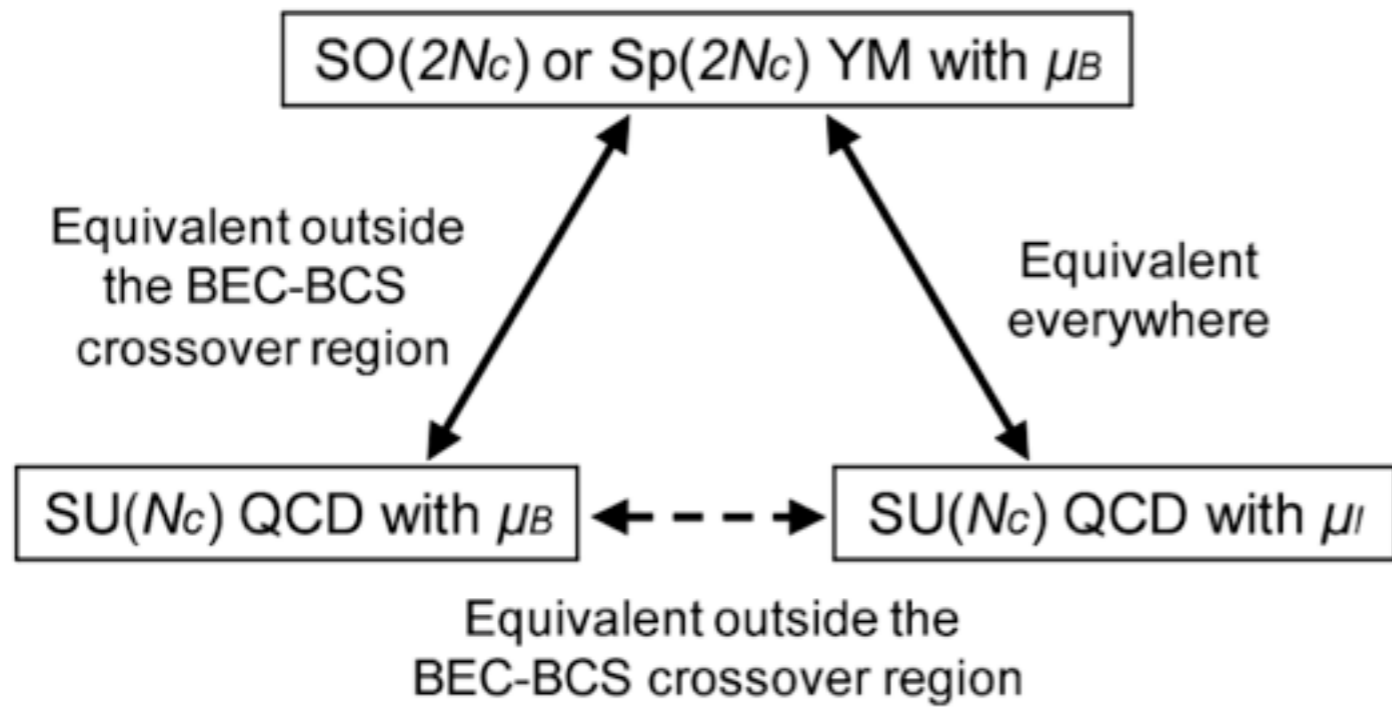 SO(2Nc) or Sp(2Nc) YM with μB
Equivalent outside
the BEC-BCS
crossover region
Equivalent
everywhere
SU(Nc) QCD with μB
SU(Nc) QCD with μI
Equivalent outside the
BEC-BCS crossover region